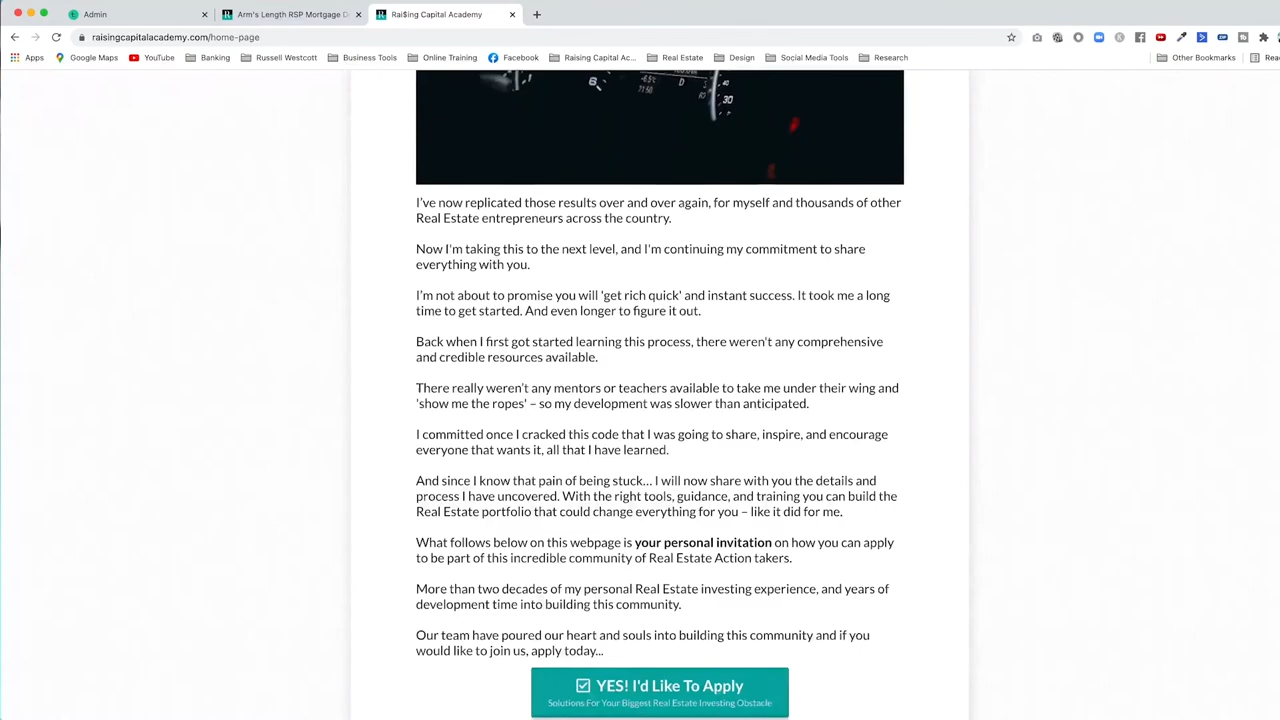 Admin
Arm's Length RSP Mortgage D
Rai$ing Capital Academy
raisingcapitalacademy.com/home-page
Apps
Google Maps
YouTube
Banking
Russell Westcott
Business Tools
Online Training
Facebook
Raising Capital Ac...
Real Estate
Design
Social Media Tools
Research
Other Bookmarks
30
I've now replicated those results over and over again, for myself and thousands of other
Real Estate entrepreneurs across the country.
Now I'm taking this to the next level, and I'm continuing my commitment to share
everything with you.
I'm not about to promise you will 'get rich quick' and instant success. It took me a long
time to get started. And even longer to figure it out.
Back when I first got started learning this process, there weren't any comprehensive
and credible resources available.
There really weren't any mentors or teachers available to take me under their wing and
'show me the ropes' – so my development was slower than anticipated.
I committed once I cracked this code that I was going to share, inspire, and encourage
everyone that wants it, all that I have learned.
And since I know that pain of being stuck... I will now share with you the details and
process I have uncovered. With the right tools, guidance, and training you can build the
Real Estate portfolio that could change everything for you – like it did for me.
What follows below on this webpage is your personal invitation on how you can apply
to be part of this incredible community of Real Estate Action takers.
More than two decades of my personal Real Estate investing experience, and years of
development time into building this community.
Our team have poured our heart and souls into building this community and if you
would like to join us, apply today...
YES! I'd Like To Apply
Solutions For Your Biggest Real Estate Investing Obstacle